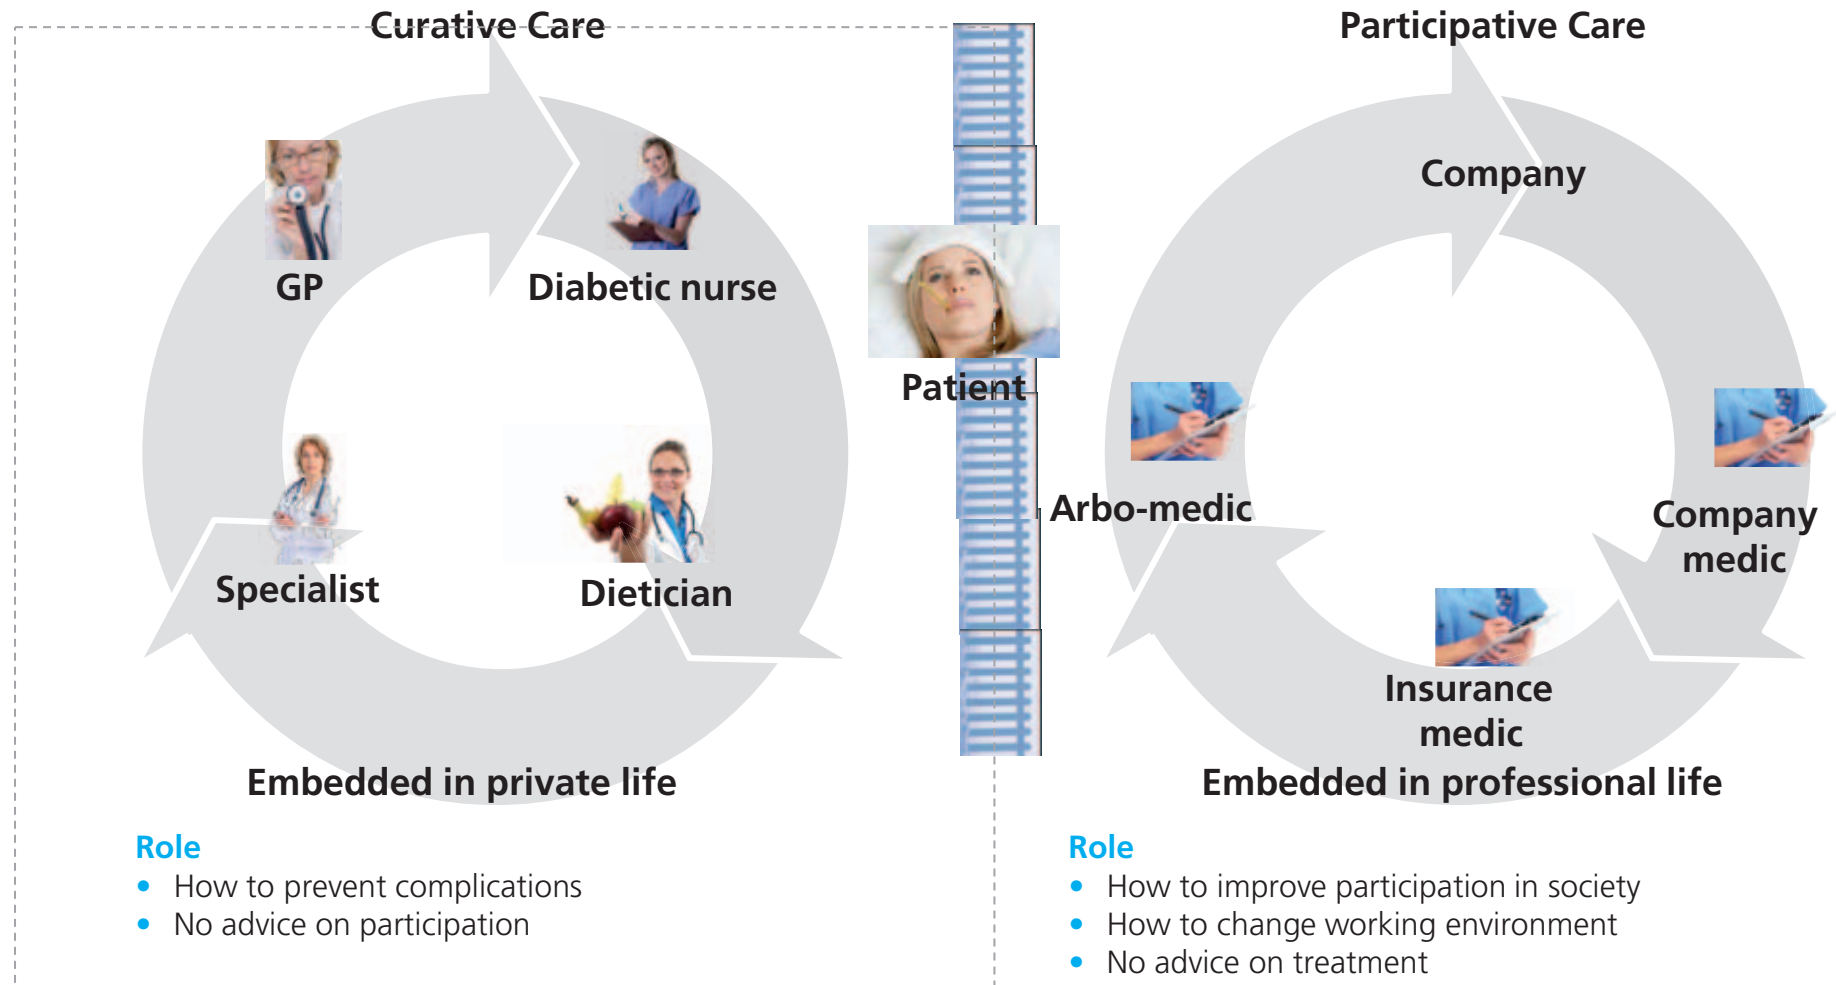 Curative Care
GP
Diabetic nurse
Specialist
Dietician
Embedded in private life
Role
• How to prevent complications
• No advice on participation
Patient
Participative Care
Company
Arbo-medic
Company
medic
Insurance
medic
Embedded in professional life
Role
• How to improve participation in society
• How to change working environment
• No advice on treatment